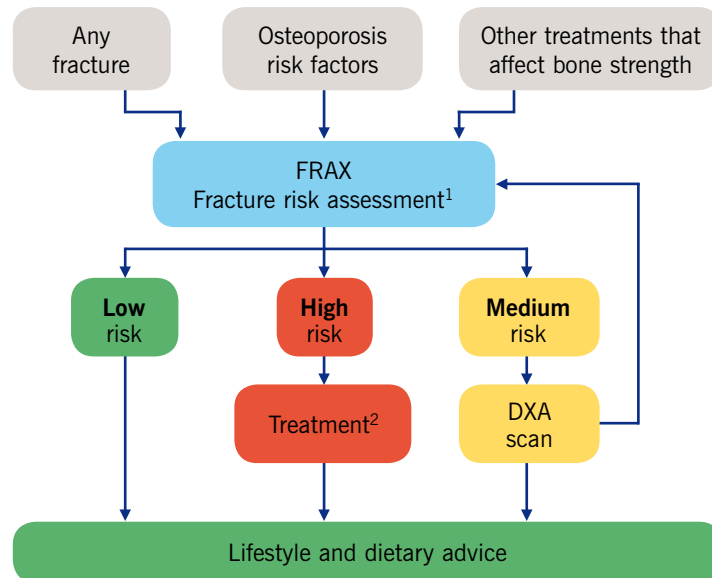 Any
fracture
Osteoporosis
risk factors
Other treatments that
affect bone strength
FRAX
Fracture risk assessment¹
Low
risk
High
risk
Medium
risk
Treatment²
DXA
scan
Lifestyle and dietary advice